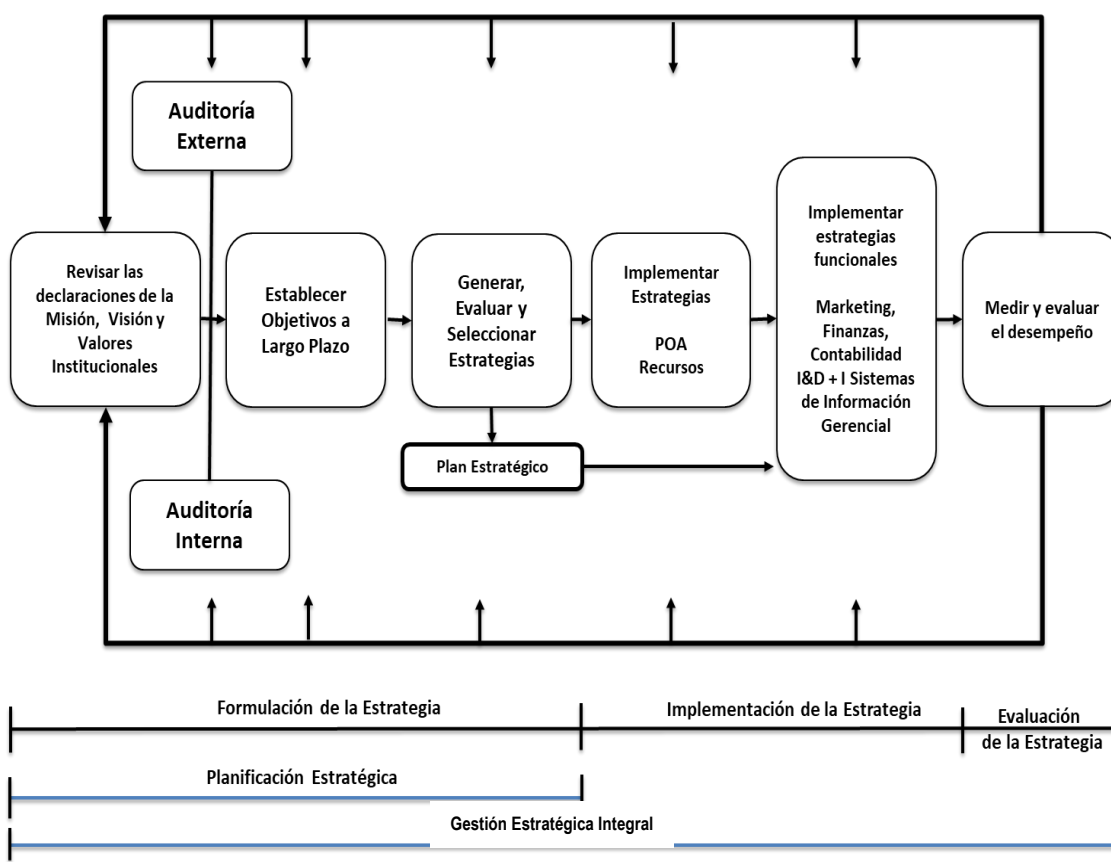 Auditoría
Externa
Revisar las
declaraciones de la
Misión, Visión y
Valores
Institucionales
Establecer
Objetivos a
Largo Plazo
Generar,
Evaluar y
Seleccionar
Estrategias
Implementar
Estrategias
POA
Recursos
Implementar
estrategias
funcionales
Marketing,
Finanzas,
Contabilidad
I&D + I Sistemas
de Información
Gerencial
Medir y evaluar
el desempeño
Plan Estratégico
Auditoría
Interna
Formulación de la Estrategia
Implementación de la Estrategia
Evaluación
de la Estrategia
Planificación Estratégica
Gestión Estratégica Integral